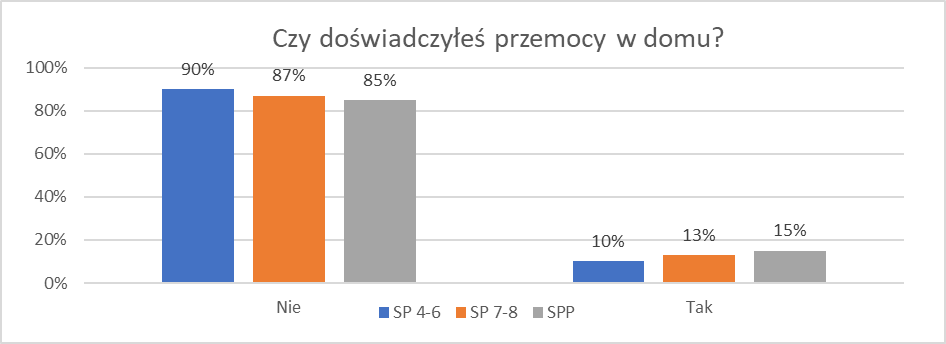 Czy doświadczyłeś przemocy w domu?
100%
80%
60%
40%
20%
0%
90%
87%
85%
10%
13%
15%
Nie
Tak
SP 4-6
SP 7-8
SPP